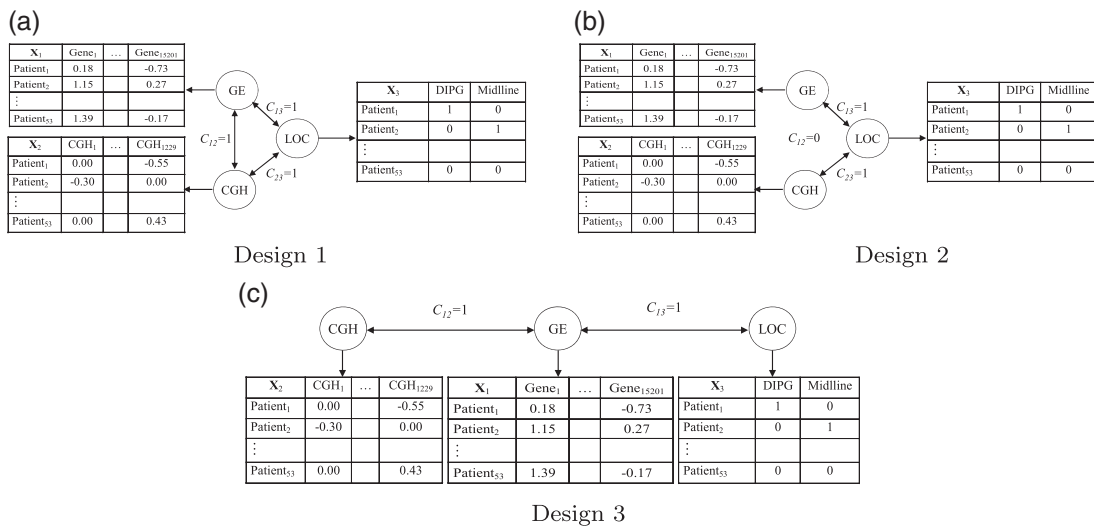 (a)
X₁ Gene₁ … Gene₁₅₂₀₁
Patient₁ 0.18 -0.73
Patient₂ 1.15 0.27
⋮
Patient₅₃ 1.39 -0.17
X₂ CGH₁ … CGH₁₂₂₉
Patient₁ 0.00 -0.55
Patient₂ -0.30 0.00
⋮
Patient₅₃ 0.00 0.43
GE
C₁₃=1
C₁₂=1
LOC
C₂₃=1
CGH
X₃ DIPG Midlline
Patient₁ 1 0
Patient₂ 0 1
⋮
Patient₅₃ 0 0
Design 1
(b)
X₁ Gene₁ … Gene₁₅₂₀₁
Patient₁ 0.18 -0.73
Patient₂ 1.15 0.27
⋮
Patient₅₃ 1.39 -0.17
X₂ CGH₁ … CGH₁₂₂₉
Patient₁ 0.00 -0.55
Patient₂ -0.30 0.00
⋮
Patient₅₃ 0.00 0.43
GE
C₁₃=1
C₁₂=0
LOC
C₂₃=1
CGH
X₃ DIPG Midlline
Patient₁ 1 0
Patient₂ 0 1
⋮
Patient₅₃ 0 0
Design 2
(c)
CGH C₁₂=1 GE C₁₃=1 LOC
X₂ CGH₁ … CGH₁₂₂₉
Patient₁ 0.00 -0.55
Patient₂ -0.30 0.00
⋮
Patient₅₃ 0.00 0.43
X₁ Gene₁ … Gene₁₅₂₀₁
Patient₁ 0.18 -0.73
Patient₂ 1.15 0.27
⋮
Patient₅₃ 1.39 -0.17
X₃ DIPG Midlline
Patient₁ 1 0
Patient₂ 0 1
⋮
Patient₅₃ 0 0
Design 3